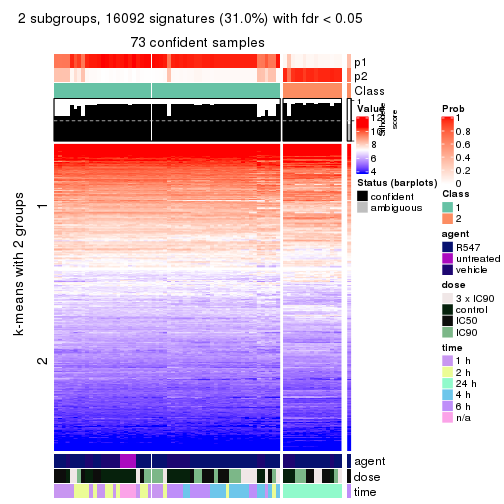 2 subgroups, 16092 signatures (31.0%) with fdr < 0.05
73 confident samples
p1
p2
Class
1
Silhouette
score
k-means with 2 groups
1
2
agent
dose
time
Value
12
10
8
6
4
Status (barplots)
confident
ambiguous
Prob
1
0.8
0.6
0.4
0.2
0
Class
1
2
agent
R547
untreated
vehicle
dose
3 x IC90
control
IC50
IC90
time
1 h
2 h
24 h
4 h
6 h
n/a